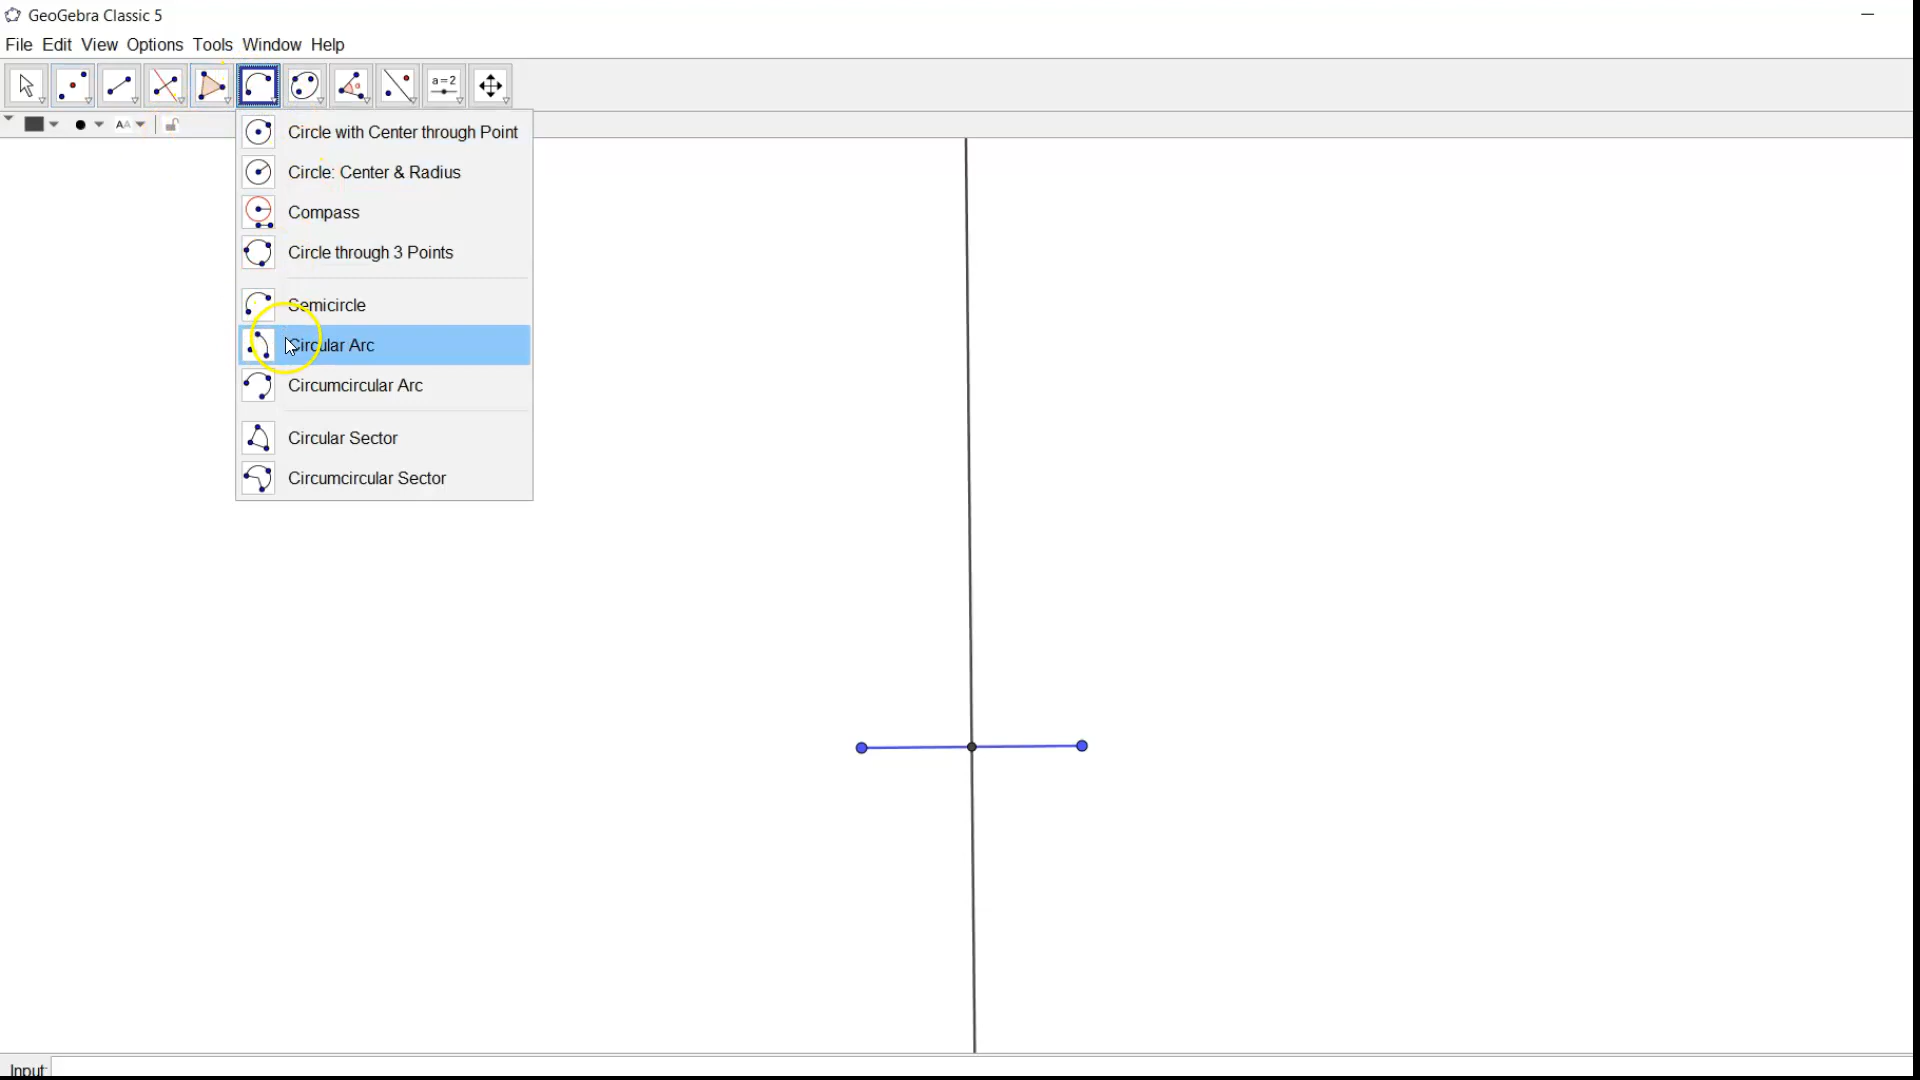 GeoGebra Classic 5
File Edit View Options Tools Window Help
a=2
AA
Circle with Center through Point
Circle: Center & Radius
Compass
Circle through 3 Points
Semicircle
Circular Arc
Circumcircular Arc
Circular Sector
Circumcircular Sector
Input: